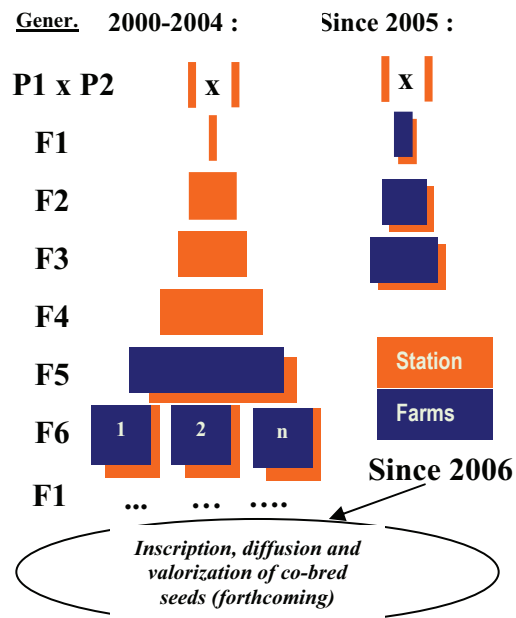 Gener. 2000-2004 : Since 2005 :
P1 x P2 x x
F1
F2
F3
F4
F5
Station
Farms
F6 1 2 n
Since 2006
F1 ... ... ....
Inscription, diffusion and
valorization of co-bred
seeds (forthcoming)